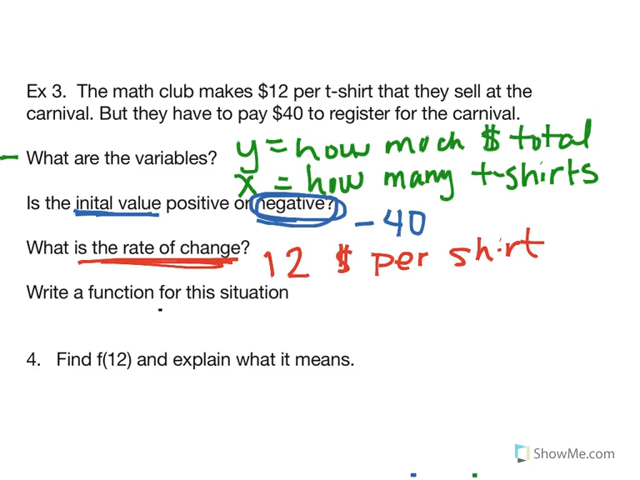 Ex 3. The math club makes $12 per t-shirt that they sell at the
carnival. But they have to pay $40 to register for the carnival.
y = how much $ total
What are the variables?
x = how many t-shirts
Is the inital value positive or negative?
-40
What is the rate of change?
12 $ per shirt
Write a function for this situation
4. Find f(12) and explain what it means.
ShowMe.com